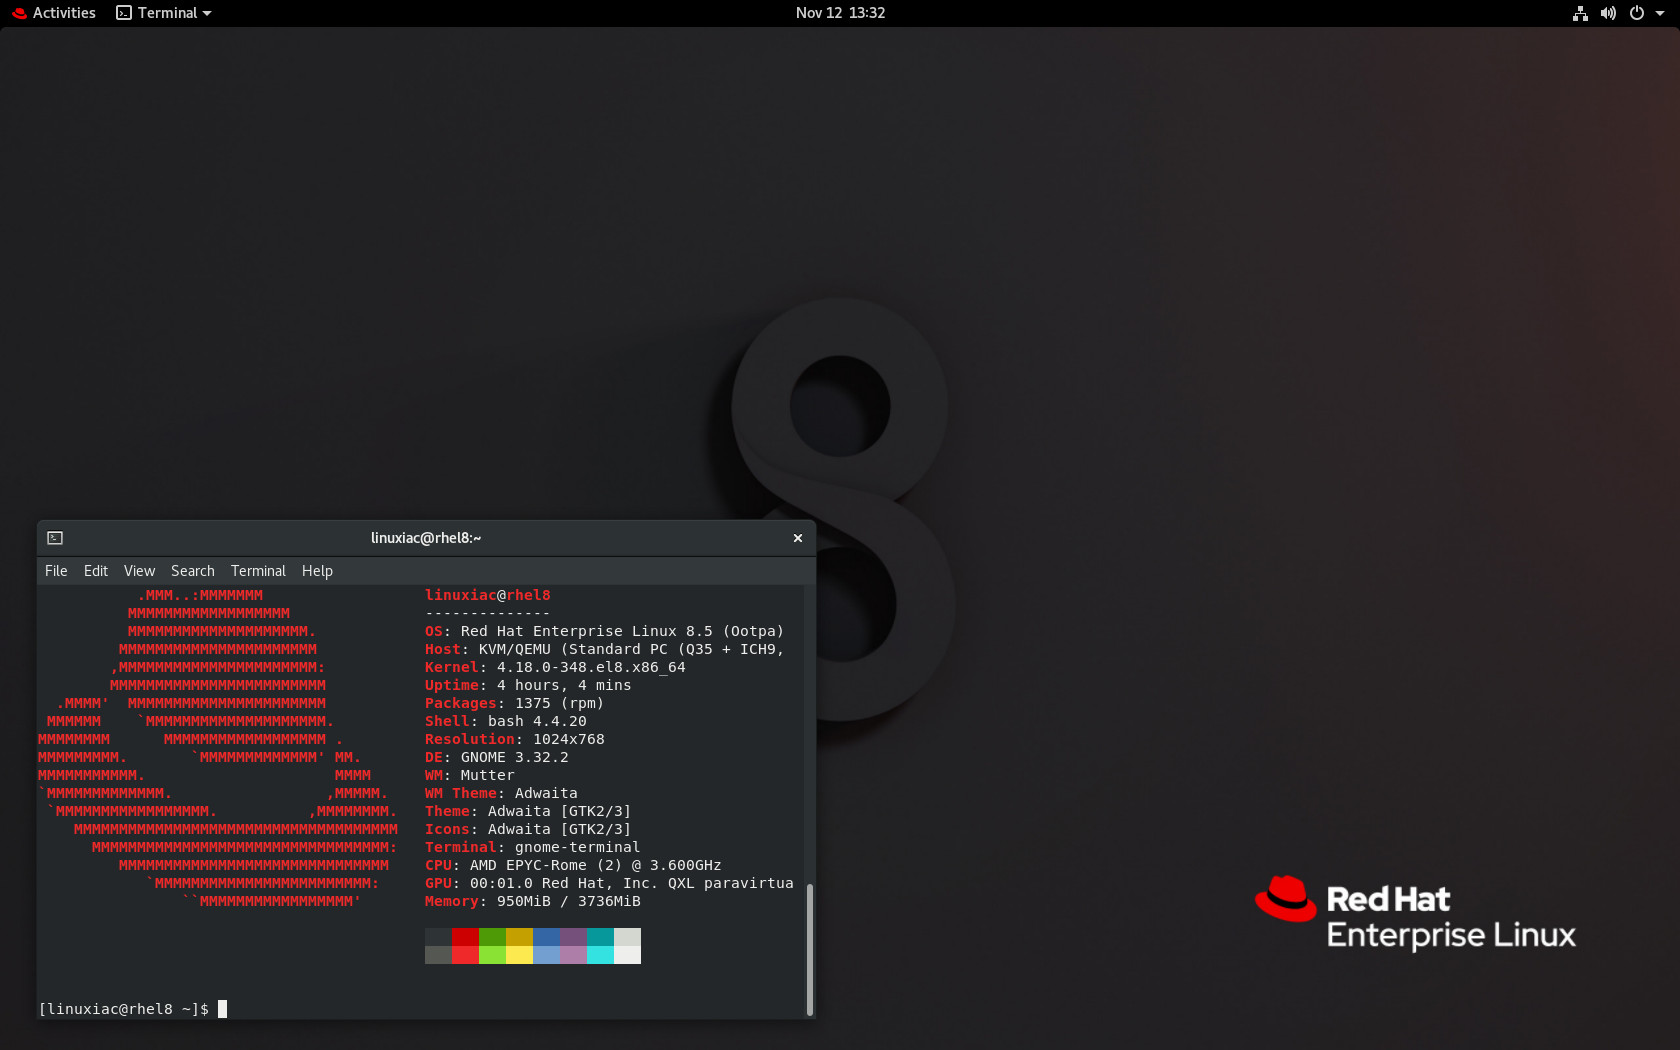 Activities Terminal Nov 12 13:32
linuxiac@rhel8:~
File Edit View Search Terminal Help
             .MMM..:MMMMMMM                linuxiac@rhel8
          MMMMMMMMMMMMMMMMMM               --------------
          MMMMMMMMMMMMMMMMMMMM.            OS: Red Hat Enterprise Linux 8.5 (Ootpa)
         MMMMMMMMMMMMMMMMMMMMMM            Host: KVM/QEMU (Standard PC (Q35 + ICH9,
        ,MMMMMMMMMMMMMMMMMMMMMM:           Kernel: 4.18.0-348.el8.x86_64
        MMMMMMMMMMMMMMMMMMMMMMMM           Uptime: 4 hours, 4 mins
  .MMMM'  MMMMMMMMMMMMMMMMMMMMMM           Packages: 1375 (rpm)
 MMMMMM    `MMMMMMMMMMMMMMMMMMMM.          Shell: bash 4.4.20
MMMMMMMM      MMMMMMMMMMMMMMMMMM .         Resolution: 1024x768
MMMMMMMMM.       `MMMMMMMMMMMMM' MM.       DE: GNOME 3.32.2
MMMMMMMMMMM.                     MMMM      WM: Mutter
`MMMMMMMMMMMMM.                 ,MMMMM.    WM Theme: Adwaita
 `MMMMMMMMMMMMMMMMM.          ,MMMMMMMM.   Theme: Adwaita [GTK2/3]
    MMMMMMMMMMMMMMMMMMMMMMMMMMMMMMMMMMMM   Icons: Adwaita [GTK2/3]
      MMMMMMMMMMMMMMMMMMMMMMMMMMMMMMMMM:   Terminal: gnome-terminal
         MMMMMMMMMMMMMMMMMMMMMMMMMMMMMM    CPU: AMD EPYC-Rome (2) @ 3.600GHz
            `MMMMMMMMMMMMMMMMMMMMMMMM:     GPU: 00:01.0 Red Hat, Inc. QXL paravirtua
                ``MMMMMMMMMMMMMMMMM'       Memory: 950MiB / 3736MiB
[linuxiac@rhel8 ~]$
8
Red Hat
Enterprise Linux